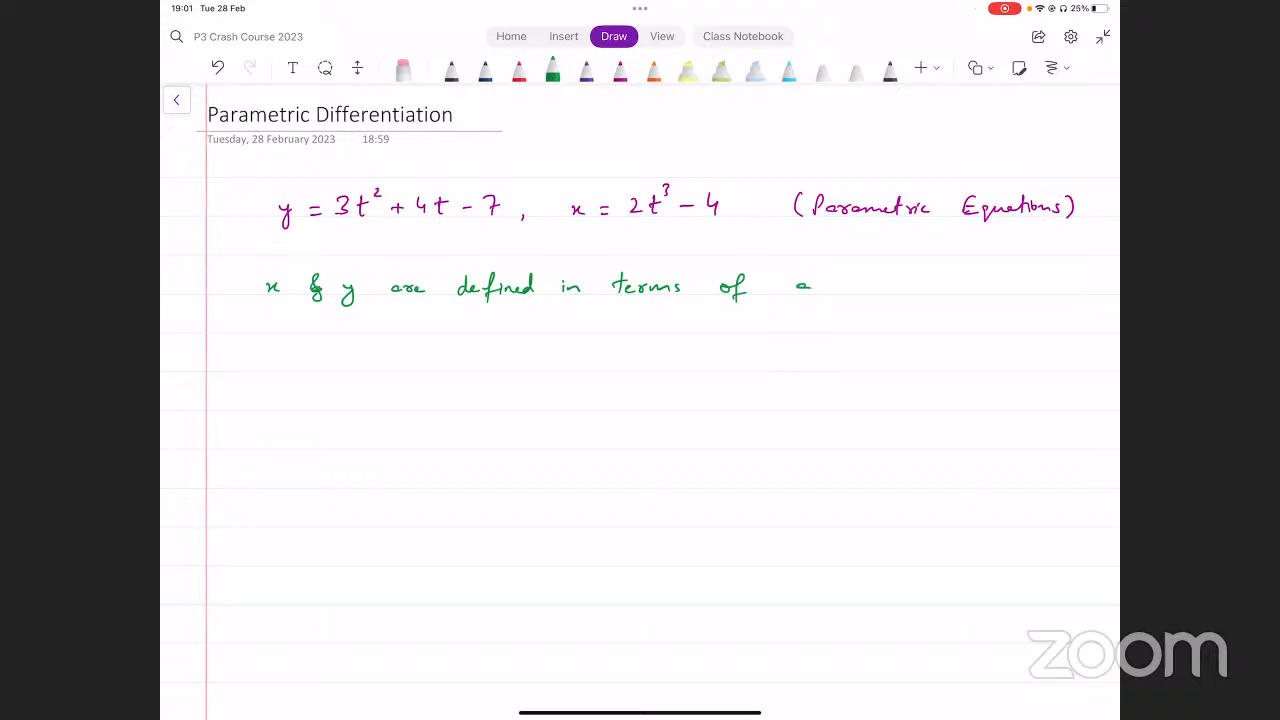 19:01 Tue 28 Feb
25%
P3 Crash Course 2023
Home Insert Draw View Class Notebook
Parametric Differentiation
Tuesday, 28 February 2023 18:59
y = 3t² + 4t - 7 , x = 2t³ - 4 (Parametric Equations)
x & y are defined in terms of a
zoom